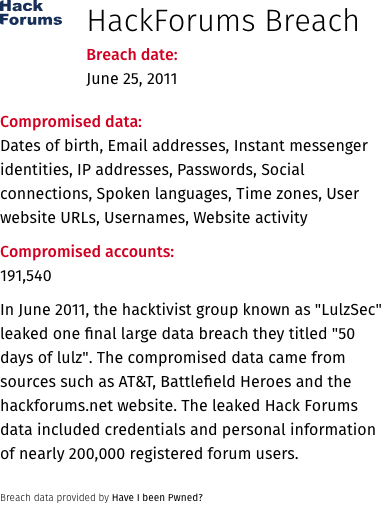 Hack
Forums
HackForums Breach
Breach date:
June 25, 2011
Compromised data:
Dates of birth, Email addresses, Instant messenger
identities, IP addresses, Passwords, Social
connections, Spoken languages, Time zones, User
website URLs, Usernames, Website activity
Compromised accounts:
191,540
In June 2011, the hacktivist group known as "LulzSec"
leaked one final large data breach they titled "50
days of lulz". The compromised data came from
sources such as AT&T, Battlefield Heroes and the
hackforums.net website. The leaked Hack Forums
data included credentials and personal information
of nearly 200,000 registered forum users.
Breach data provided by Have I been Pwned?